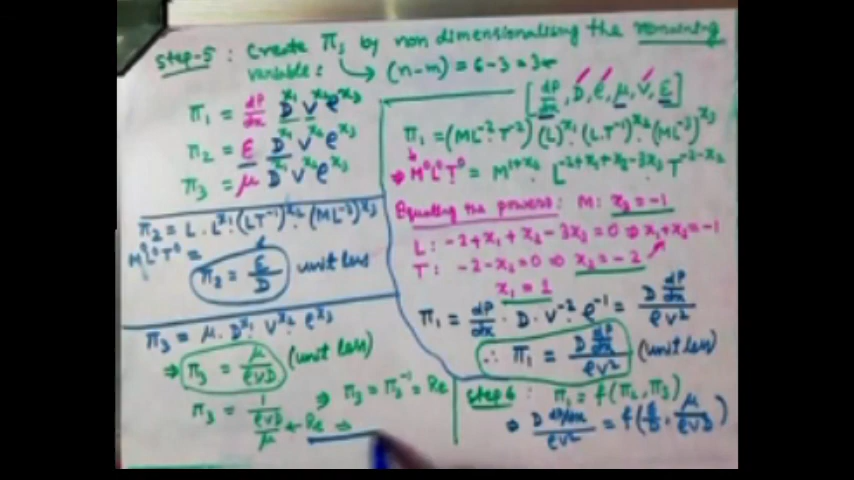 Step-5 : Create π₁ by non dimensionalising the remaining
variable: ↳ (n-m) = 6-3 = 3
π₁ = dP/dx D^x₁ V^x₂ ρ^x₃
π₂ = ε D^x₁ V^x₂ ρ^x₃
π₃ = μ D^x₁ V^x₂ ρ^x₃
π₂ = L . L^x₁ (LT⁻¹)^x₂ . (ML⁻³)^x₃
M⁰L⁰T⁰ =
π₂ = ε/D unit less
π₃ = μ . D^x₁ V^x₂ . ρ^x₃
⇒ π₃ = μ/ρVD (unit less)
π₃ = 1/(ρVD/μ) ← Re ⇒ ⇒ π₃ = π₃⁻¹ = Re
[dP/dx, D, ρ, μ, V, ε]
π₁ = (ML⁻² T⁻²) (L)^x₁ (LT⁻¹)^x₂ (ML⁻³)^x₃
⇒ M⁰L⁰T⁰ = M^1+x₃ . L^-2+x₁+x₂-3x₃ T^-2-x₂
Equating the powers: M: x₃ = -1
L: -2+x₁+x₂-3x₃ = 0 ⇒ x₁+x₂ = -1
T: -2-x₂ = 0 ⇒ x₂ = -2
x₁ = 1
π₁ = dP/dx . D . V⁻² ρ⁻¹ = D dP/dx / ρV²
∴ π₁ = D dP/dx / ρV² (unit less)
Step 6 : π₁ = f(π₂, π₃)
⇒ D dP/dx / ρV² = f(ε/D, μ/ρVD)